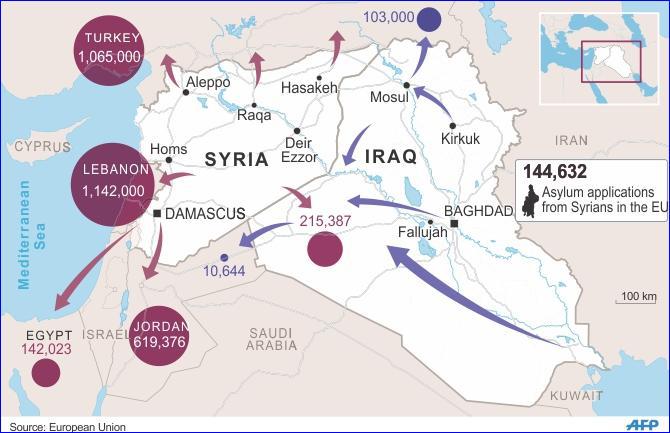 103,000
TURKEY
1,065,000
Aleppo
Hasakeh
Mosul
Raqa
Kirkuk
CYPRUS
Homs
Deir
Ezzor
SYRIA
IRAQ
IRAN
LEBANON
1,142,000
144,632
Asylum applications
from Syrians in the EU
Mediterranean
Sea
DAMASCUS
215,387
BAGHDAD
Fallujah
10,644
100 km
EGYPT
142,023
ISRAEL
JORDAN
619,376
SAUDI
ARABIA
KUWAIT
Source: European Union
AFP